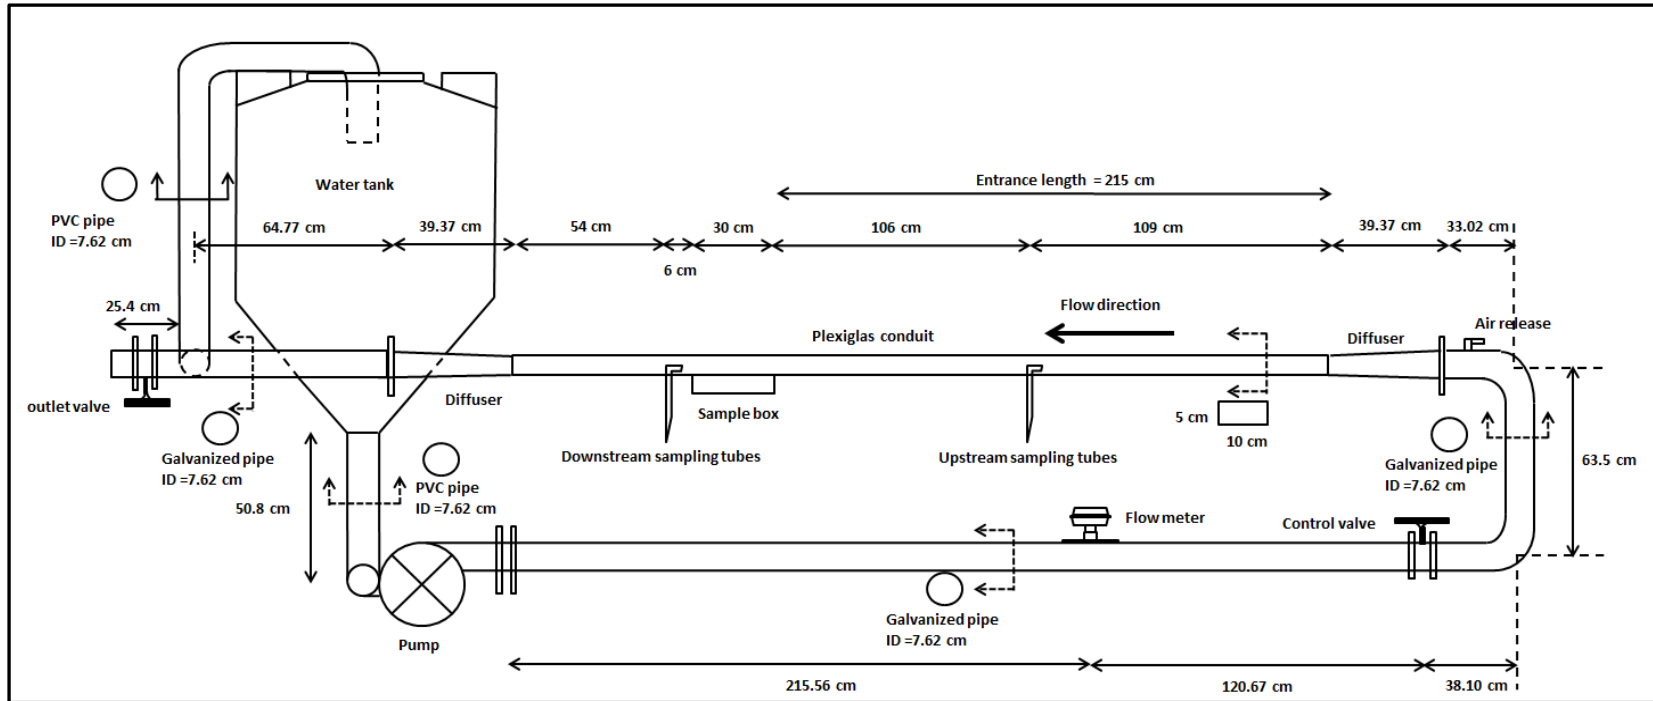 Water tank
Entrance length = 215 cm
PVC pipe
ID =7.62 cm
64.77 cm
39.37 cm
54 cm
30 cm
106 cm
109 cm
39.37 cm
33.02 cm
6 cm
25.4 cm
Flow direction
Air release
Plexiglas conduit
Diffuser
outlet valve
Diffuser
Sample box
5 cm
10 cm
Galvanized pipe
ID =7.62 cm
Downstream sampling tubes
Upstream sampling tubes
Galvanized pipe
ID =7.62 cm
63.5 cm
PVC pipe
ID =7.62 cm
50.8 cm
Flow meter
Control valve
Galvanized pipe
ID =7.62 cm
Pump
215.56 cm
120.67 cm
38.10 cm